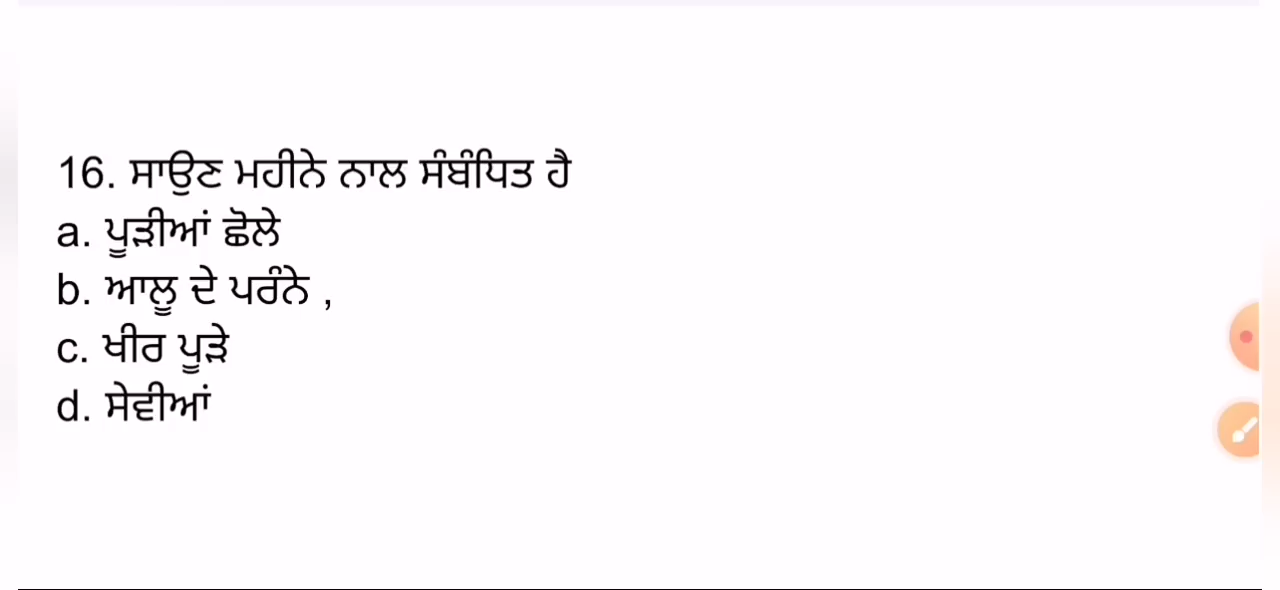 16. ਸਾਉਣ ਮਹੀਨੇ ਨਾਲ ਸੰਬੰਧਿਤ ਹੈ
a. ਪੂੜੀਆਂ ਛੋਲੇ
b. ਆਲੂ ਦੇ ਪਰੰਨੇ ,
c. ਖੀਰ ਪੂੜੇ
d. ਸੇਵੀਆਂ